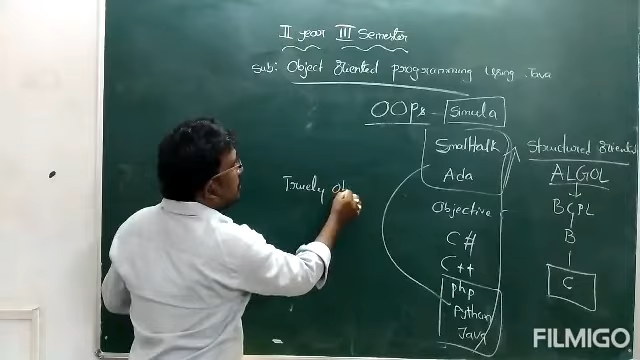 II year III Semester
Sub: Object Oriented programming using Java
OOPs - Simula
Smalltalk
Ada
Objective
C#
C++
php
Python
Java
Structured Oriented
ALGOL
BCPL
B
C
Truely ob
FILMIGO